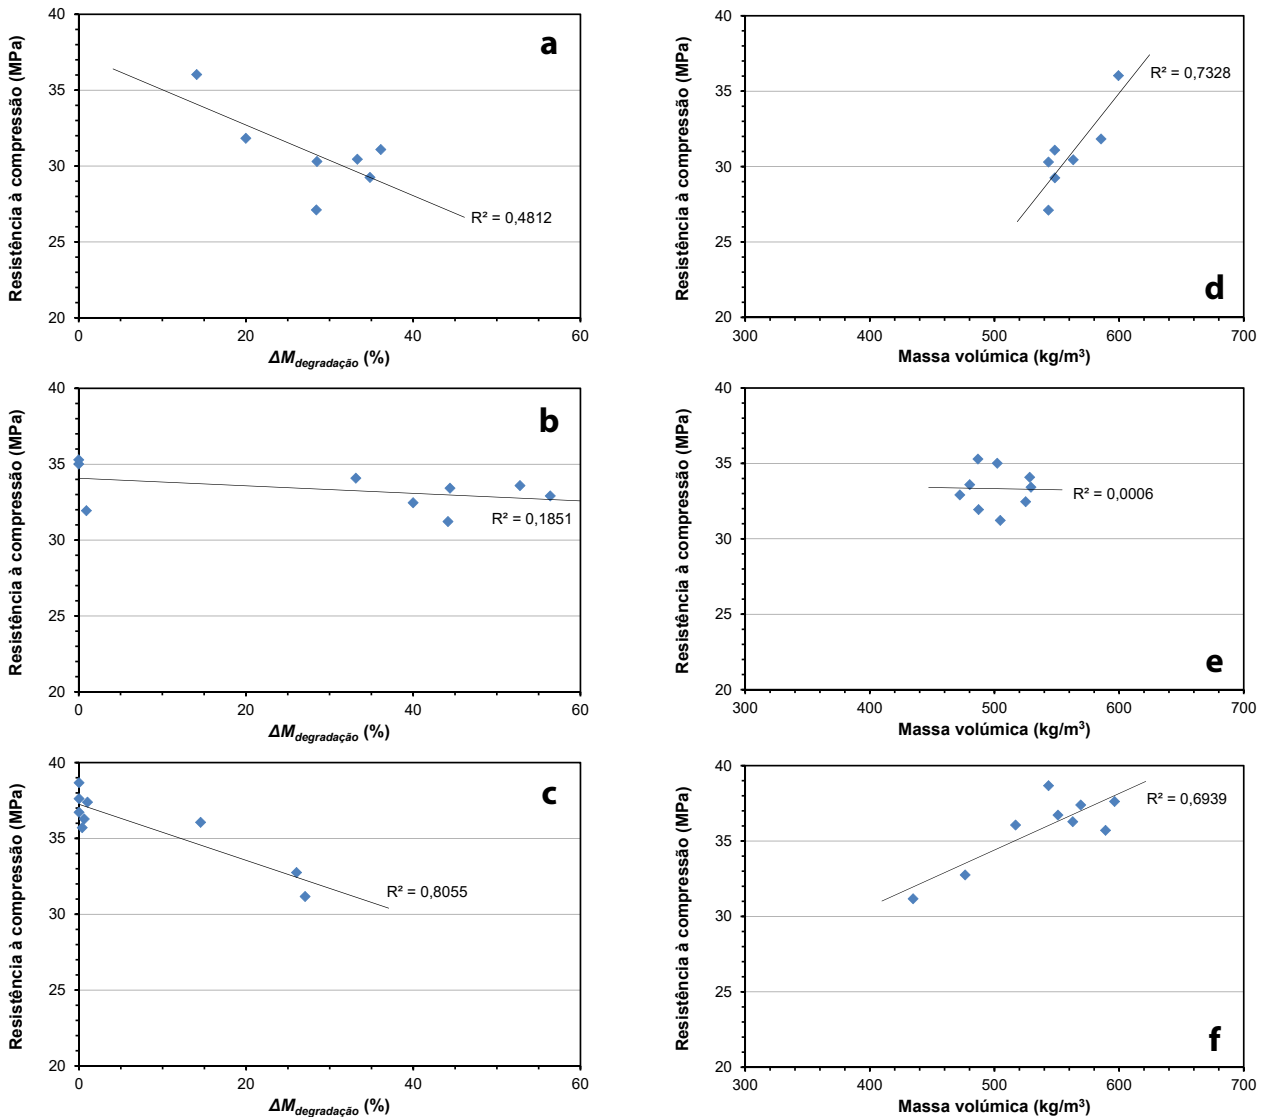 Resistência à compressão (MPa)
40
35
30
25
20
0
20
40
60
a
R² = 0,4812
ΔMdegradação (%)
Resistência à compressão (MPa)
40
35
30
25
20
300
400
500
600
700
R² = 0,7328
d
Massa volúmica (kg/m³)
Resistência à compressão (MPa)
40
35
30
25
20
0
20
40
60
b
R² = 0,1851
ΔMdegradação (%)
Resistência à compressão (MPa)
40
35
30
25
20
300
400
500
600
700
R² = 0,0006
e
Massa volúmica (kg/m³)
Resistência à compressão (MPa)
40
35
30
25
20
0
20
40
60
c
R² = 0,8055
ΔMdegradação (%)
Resistência à compressão (MPa)
40
35
30
25
20
300
400
500
600
700
R² = 0,6939
f
Massa volúmica (kg/m³)